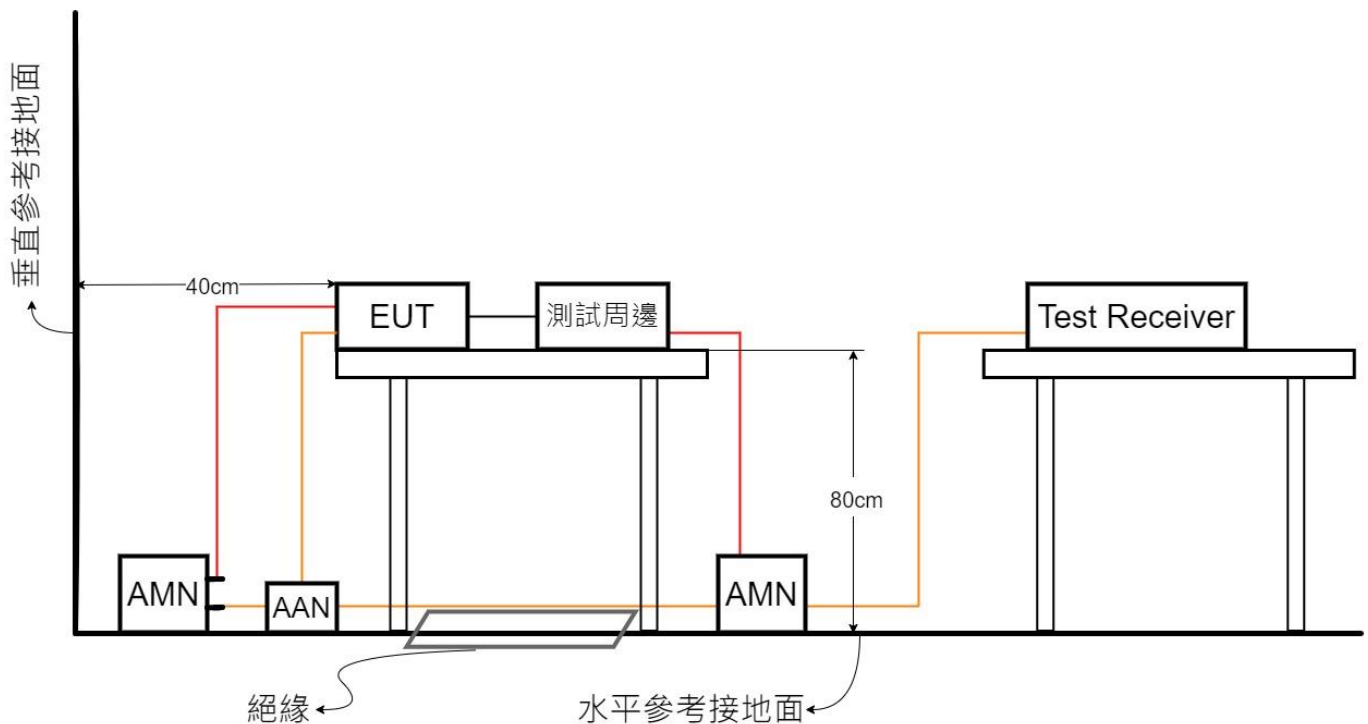 垂直參考接地面
40cm
EUT
測試周邊
Test Receiver
80cm
AMN
AAN
AMN
絕緣
水平參考接地面